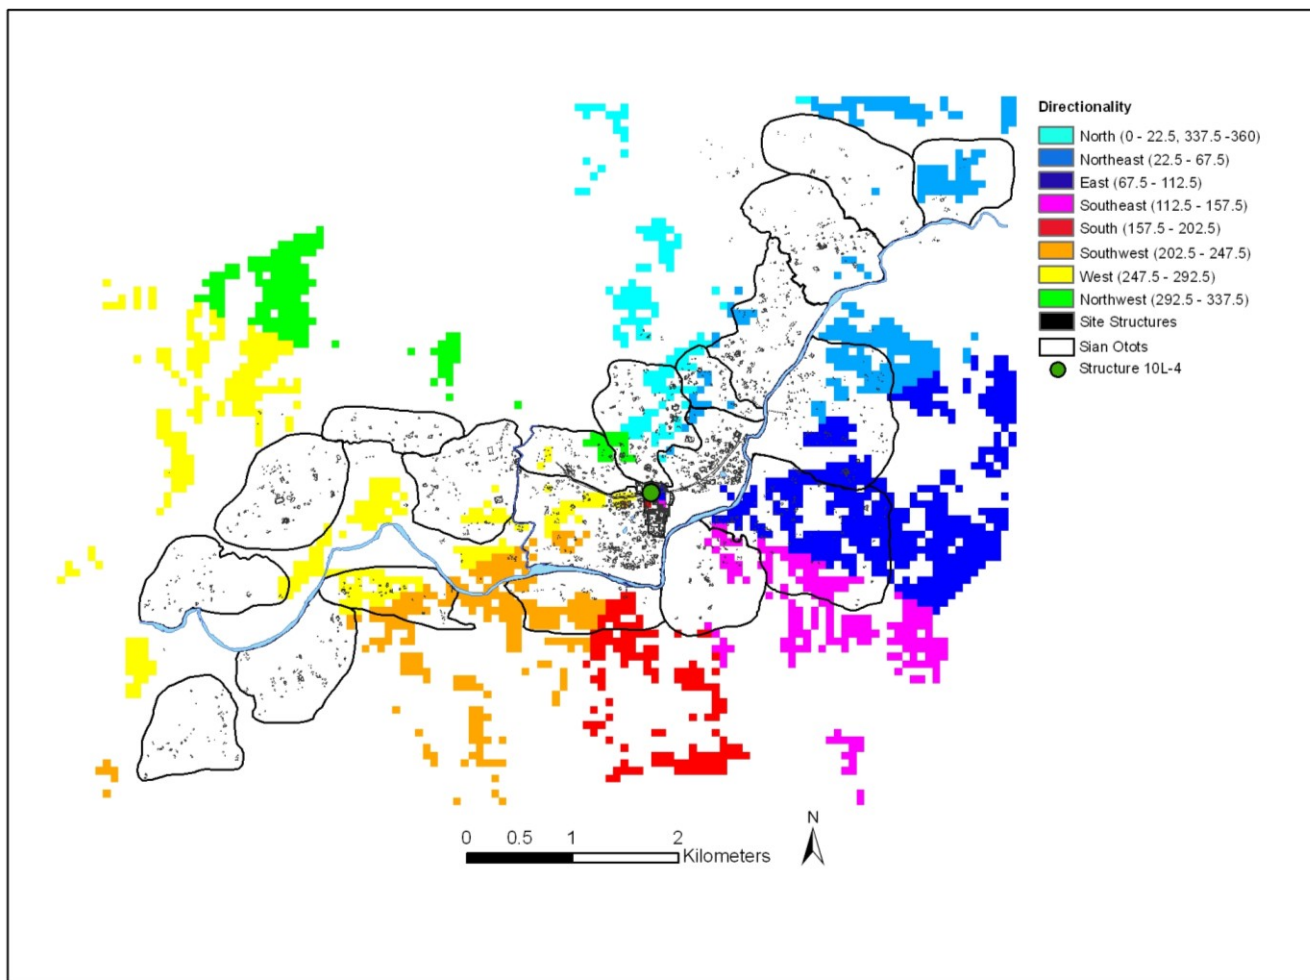 Directionality
North (0 - 22.5, 337.5 -360)
Northeast (22.5 - 67.5)
East (67.5 - 112.5)
Southeast (112.5 - 157.5)
South (157.5 - 202.5)
Southwest (202.5 - 247.5)
West (247.5 - 292.5)
Northwest (292.5 - 337.5)
Site Structures
Sian Otots
Structure 10L-4
0 0.5 1 2
Kilometers
N